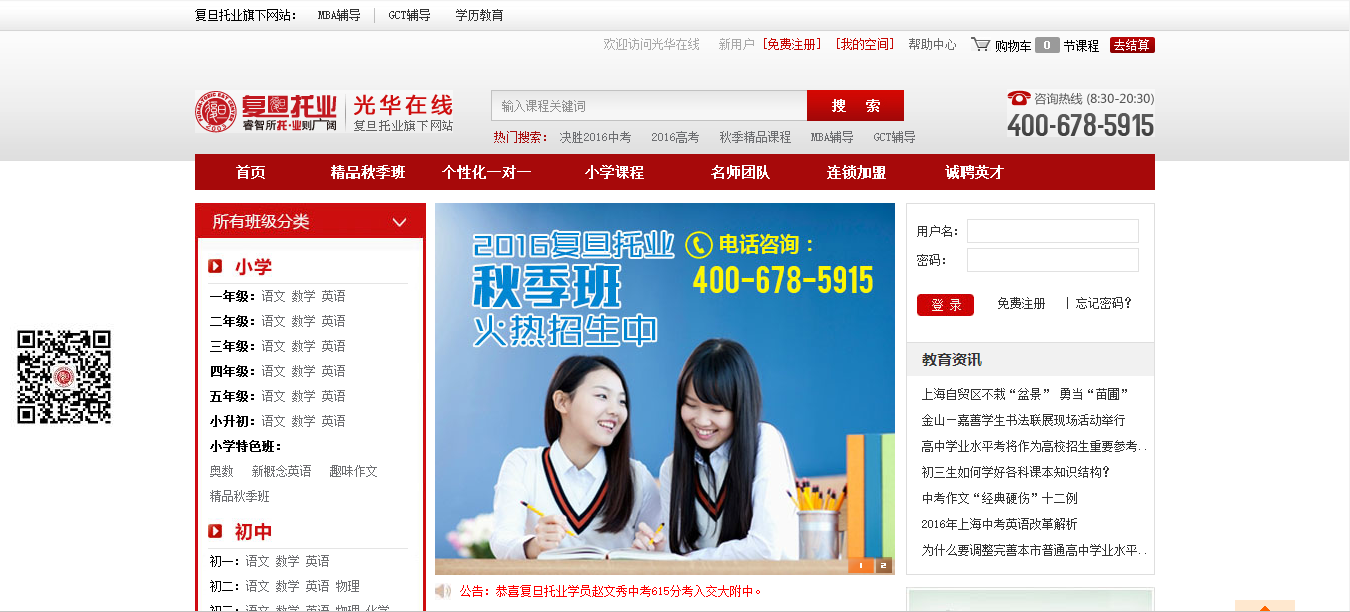 复旦托业旗下网站： MBA辅导 GCT辅导 学历教育
欢迎访问光华在线 新用户 [免费注册] [我的空间] 帮助中心 购物车 0 节课程 去结算
复旦托业 光华在线
睿智所托·业则广阔 复旦托业旗下网站
输入课程关键词 搜 索
热门搜索： 决胜2016中考 2016高考 秋季精品课程 MBA辅导 GCT辅导
咨询热线 (8:30-20:30)
400-678-5915
首页 精品秋季班 个性化一对一 小学课程 名师团队 连锁加盟 诚聘英才
所有班级分类
小学
一年级：语文 数学 英语
二年级：语文 数学 英语
三年级：语文 数学 英语
四年级：语文 数学 英语
五年级：语文 数学 英语
小升初：语文 数学 英语
小学特色班：
奥数 新概念英语 趣味作文
精品秋季班
初中
初一：语文 数学 英语
初二：语文 数学 英语 物理
初三：语文 数学 英语 物理 化学
2016复旦托业
秋季班
火热招生中
电话咨询：
400-678-5915
1 2
公告：恭喜复旦托业学员赵文秀中考615分考入交大附中。
用户名：
密码：
登 录 免费注册 | 忘记密码？
教育资讯
上海自贸区不栽“盆景” 勇当“苗圃”
金山－嘉善学生书法联展现场活动举行
高中学业水平考将作为高校招生重要参考..
初三生如何学好各科课本知识结构？
中考作文“经典硬伤”十二例
2016年上海中考英语改革解析
为什么要调整完善本市普通高中学业水平..